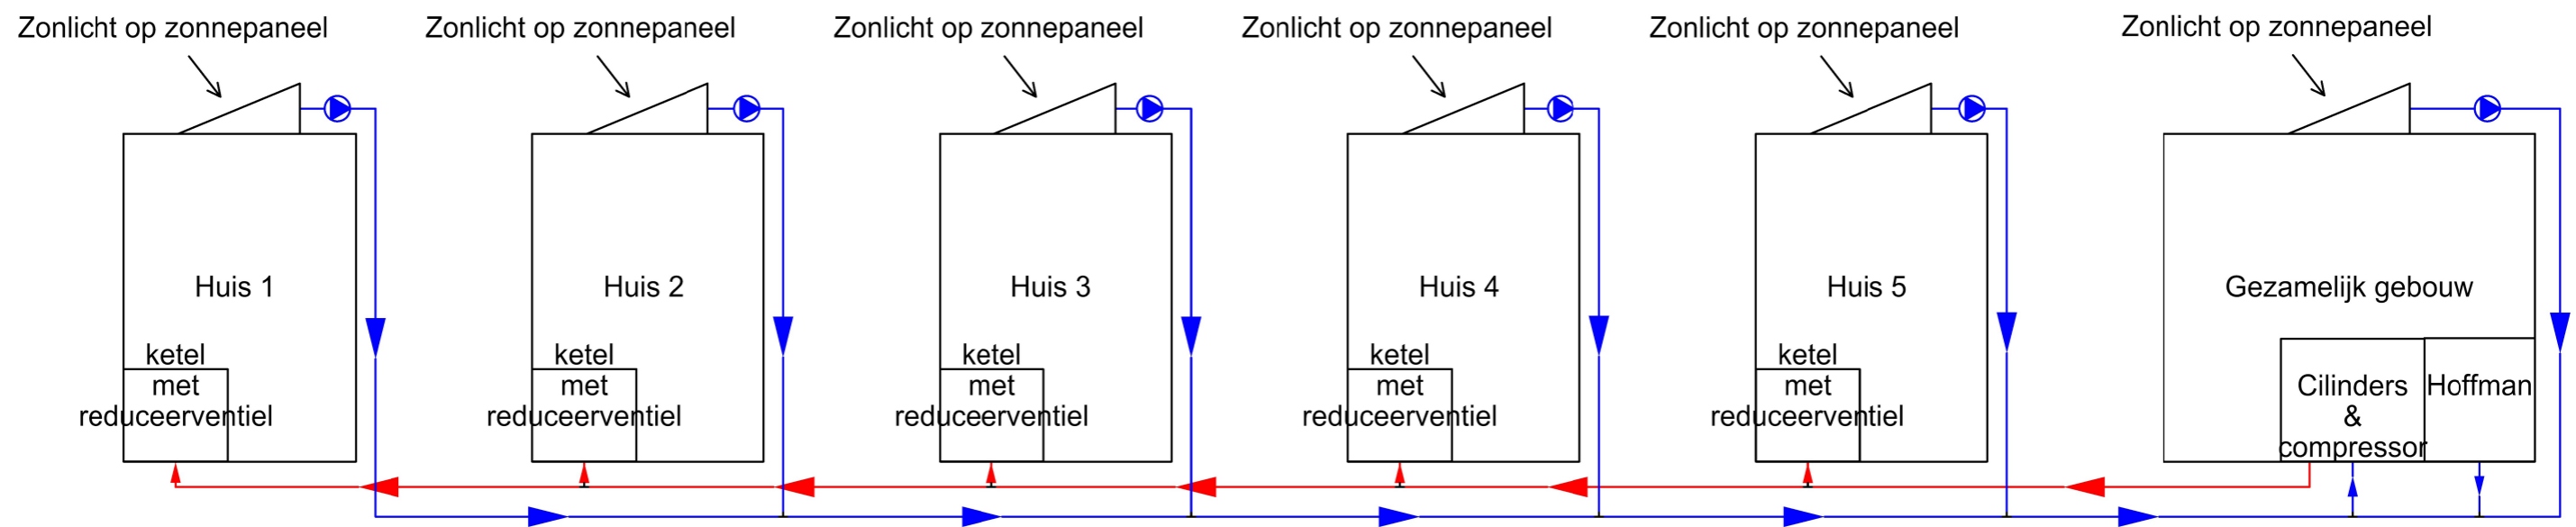 Zonlicht op zonnepaneel
Zonlicht op zonnepaneel
Zonlicht op zonnepaneel
Zonlicht op zonnepaneel
Zonlicht op zonnepaneel
Zonlicht op zonnepaneel
Huis 1
Huis 2
Huis 3
Huis 4
Huis 5
Gezamelijk gebouw
ketel
met
reduceerventiel
ketel
met
reduceerventiel
ketel
met
reduceerventiel
ketel
met
reduceerventiel
ketel
met
reduceerventiel
Cilinders
&
compressor
Hoffman